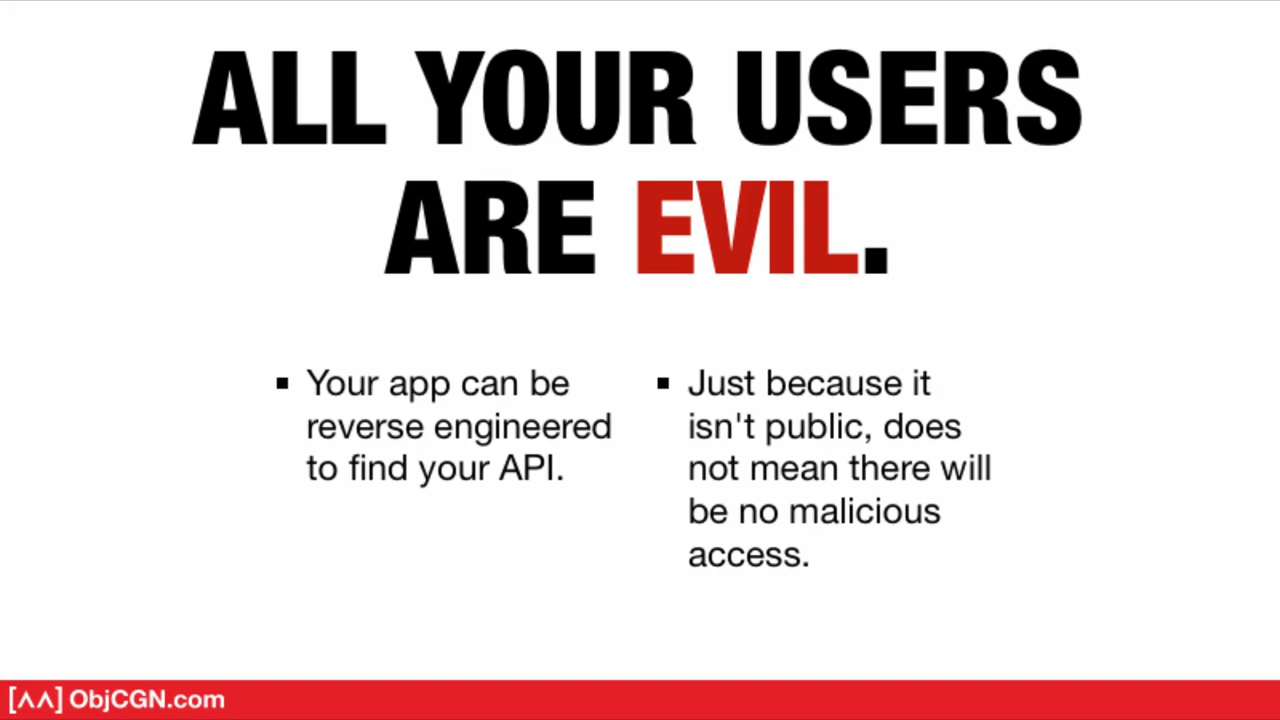 ALL YOUR USERS
ARE EVIL.
▪ Your app can be
reverse engineered
to find your API.
▪ Just because it
isn't public, does
not mean there will
be no malicious
access.
[ʌʌ] ObjCGN.com